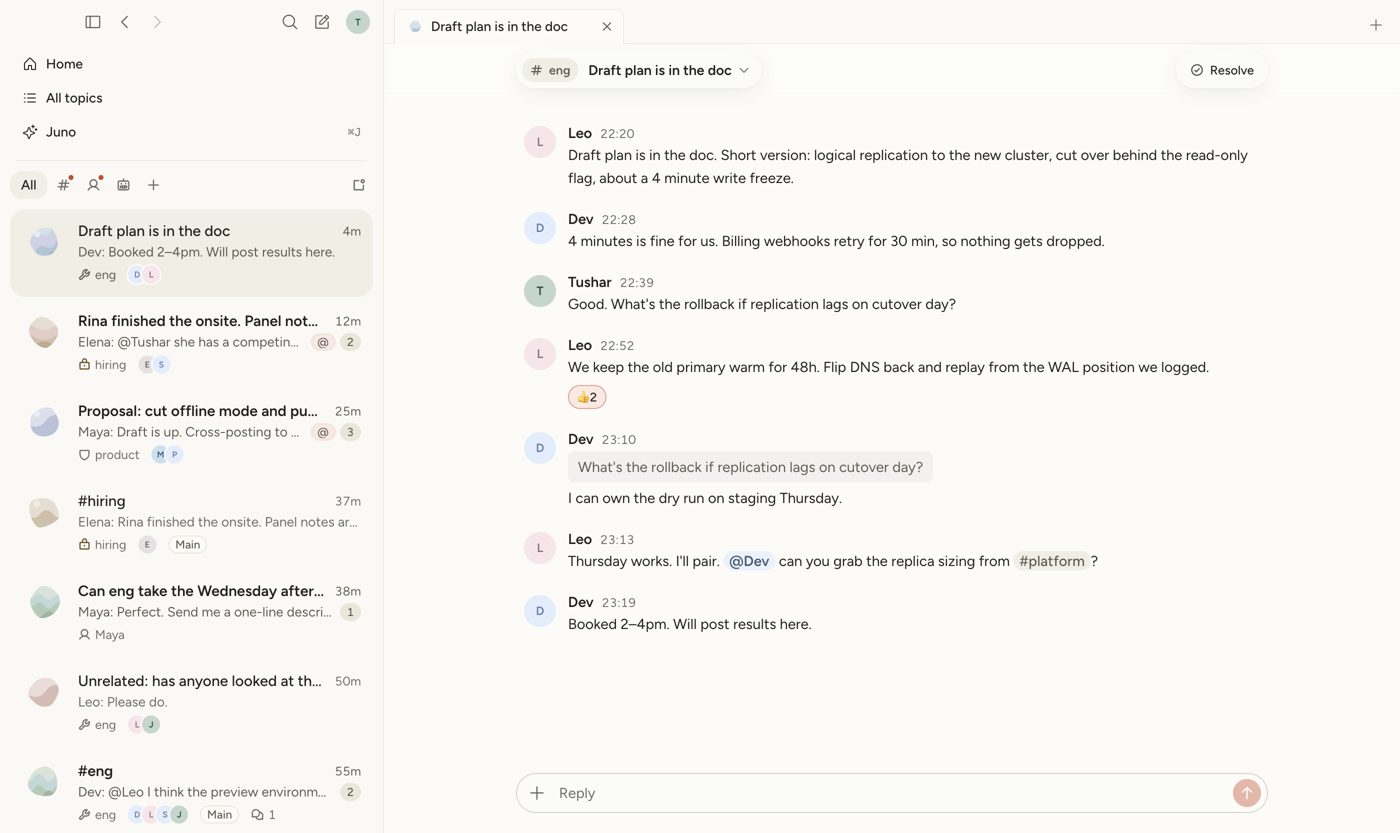 T
Home
All topics
Juno
⌘J
All
Draft plan is in the doc
4m
Dev: Booked 2–4pm. Will post results here.
eng
D
L
Rina finished the onsite. Panel not...
12m
Elena: @Tushar she has a competin...
@
2
hiring
E
S
Proposal: cut offline mode and pu...
25m
Maya: Draft is up. Cross-posting to ...
@
3
product
M
P
#hiring
37m
Elena: Rina finished the onsite. Panel notes ar...
hiring
E
Main
Can eng take the Wednesday after...
38m
Maya: Perfect. Send me a one-line descri...
1
Maya
Unrelated: has anyone looked at th...
50m
Leo: Please do.
eng
L
J
#eng
55m
Dev: @Leo I think the preview environm...
2
eng
D
L
S
J
Main
1
Draft plan is in the doc
# eng
Draft plan is in the doc
Resolve
L
Leo 22:20
Draft plan is in the doc. Short version: logical replication to the new cluster, cut over behind the read-only
flag, about a 4 minute write freeze.
D
Dev 22:28
4 minutes is fine for us. Billing webhooks retry for 30 min, so nothing gets dropped.
T
Tushar 22:39
Good. What's the rollback if replication lags on cutover day?
L
Leo 22:52
We keep the old primary warm for 48h. Flip DNS back and replay from the WAL position we logged.
👍2
D
Dev 23:10
What's the rollback if replication lags on cutover day?
I can own the dry run on staging Thursday.
L
Leo 23:13
Thursday works. I'll pair. @Dev can you grab the replica sizing from #platform ?
D
Dev 23:19
Booked 2–4pm. Will post results here.
Reply